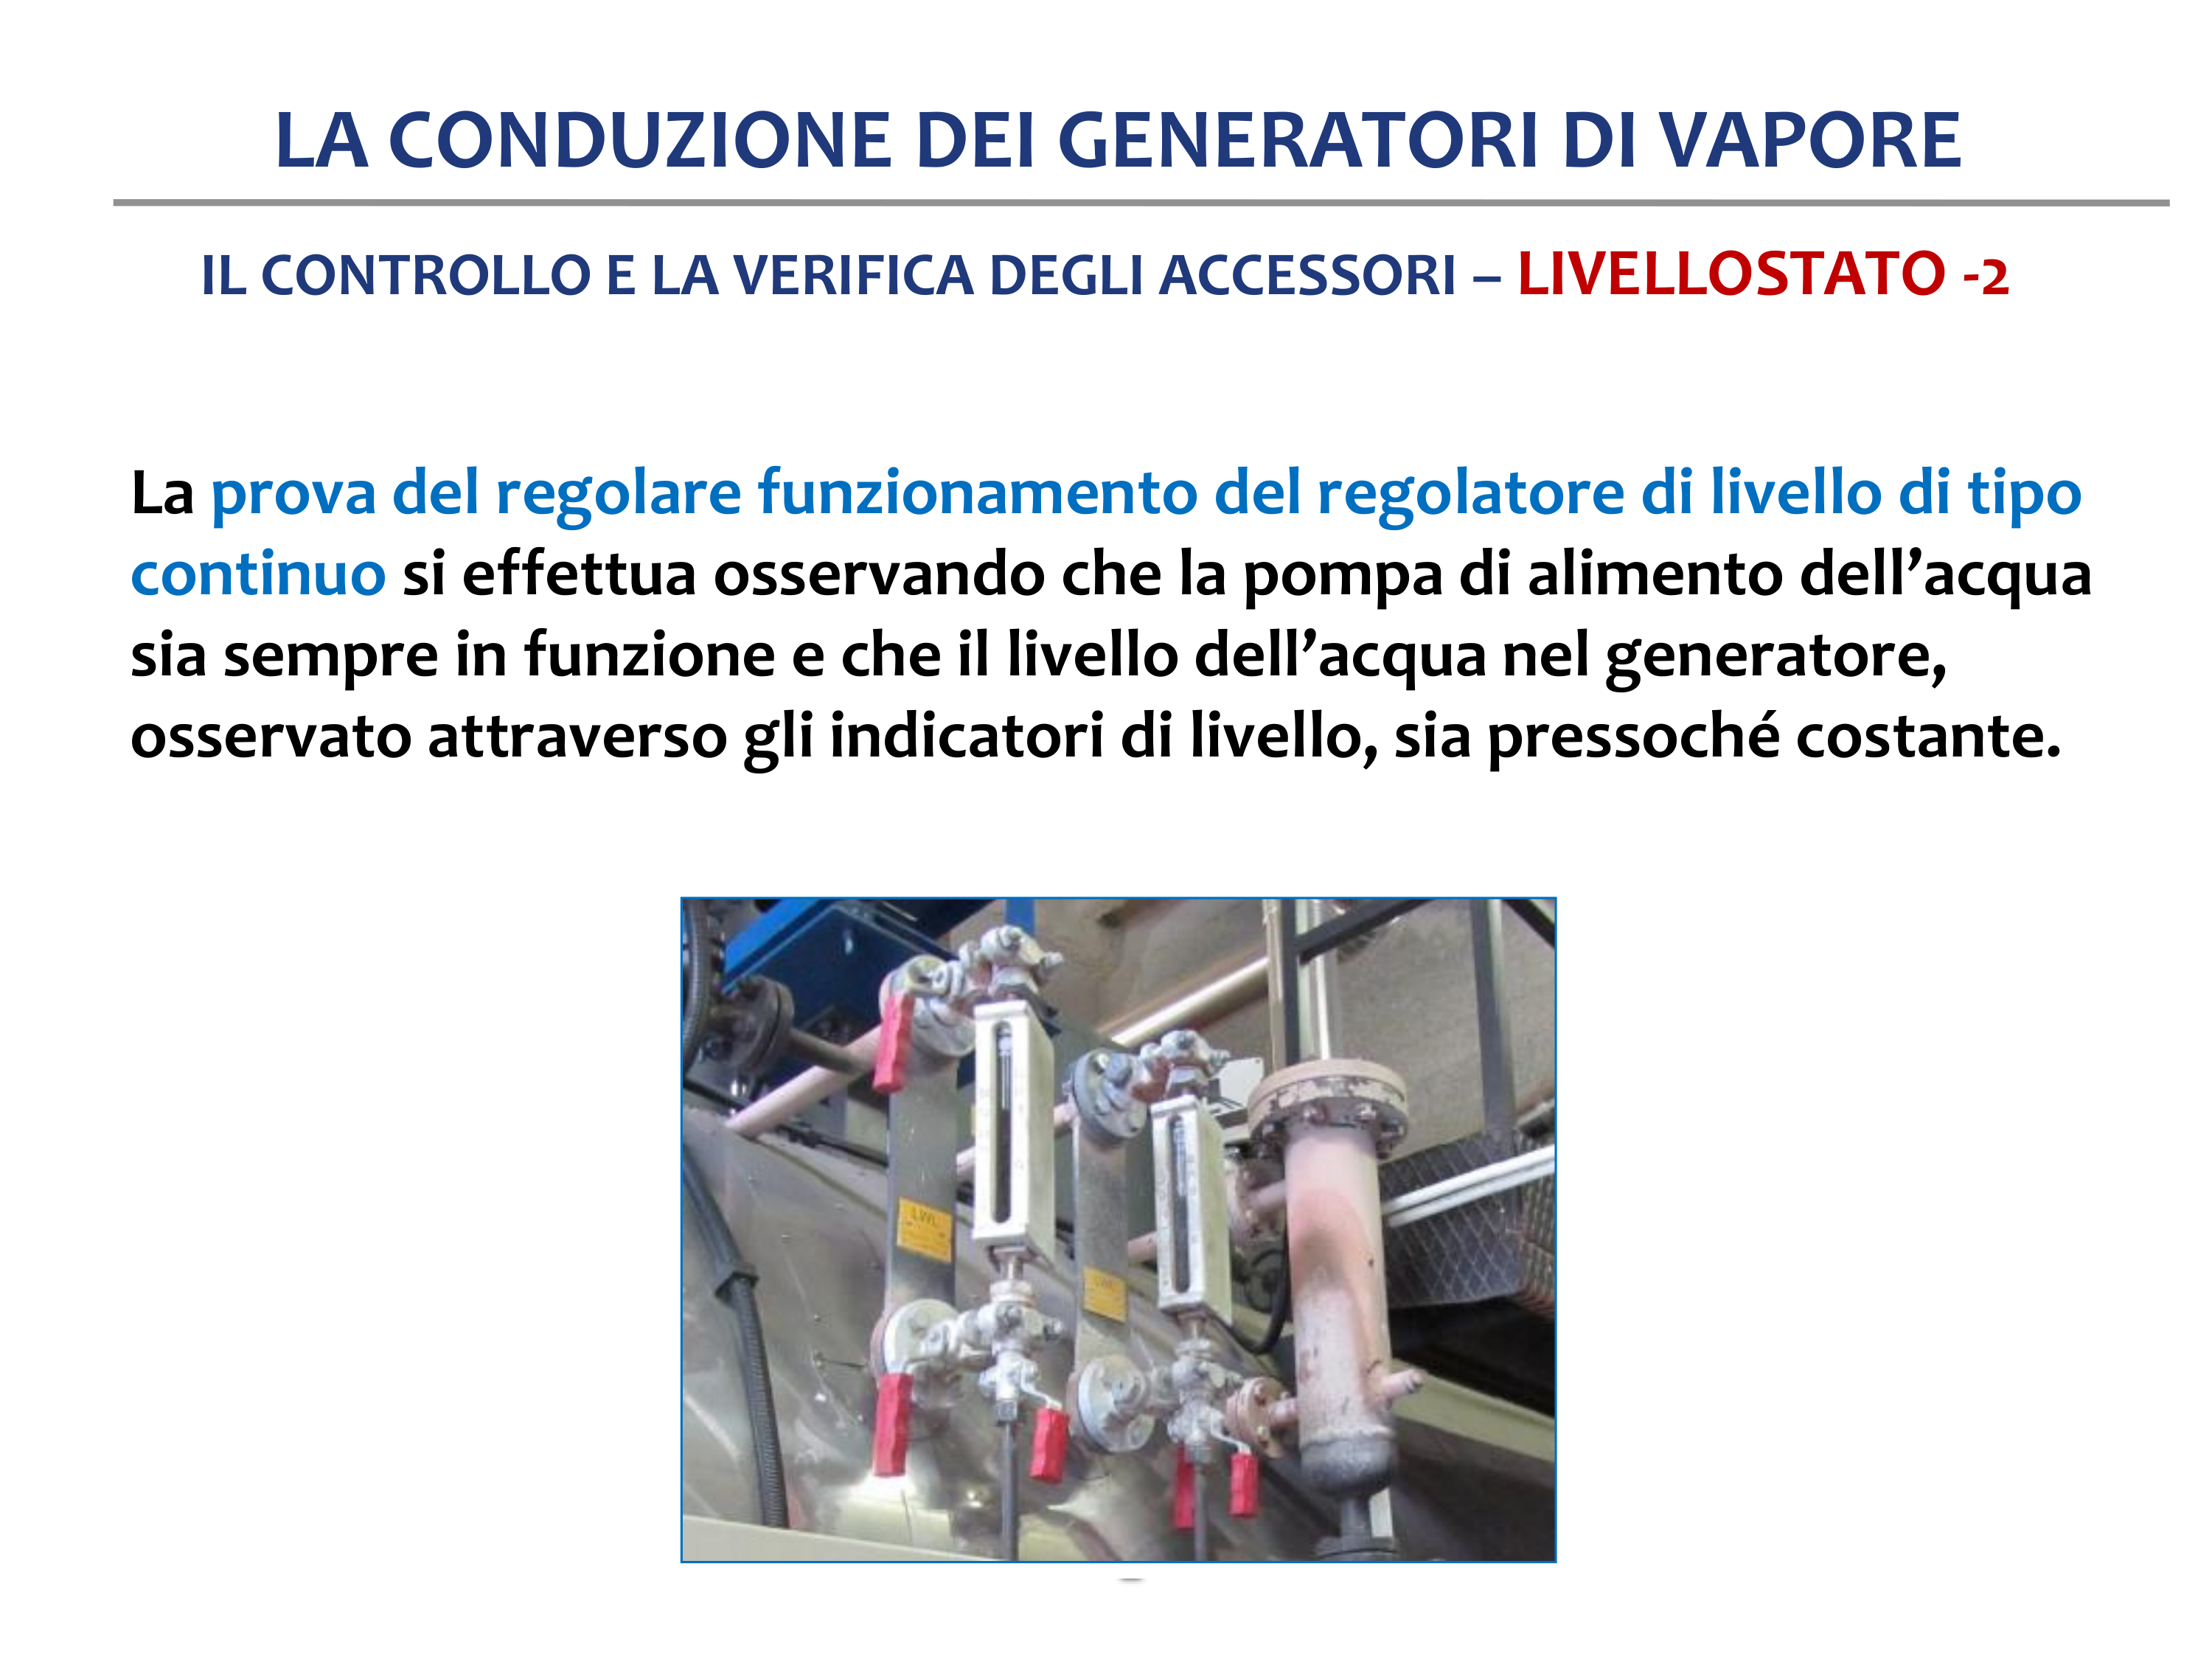 LA CONDUZIONE DEI GENERATORI DI VAPORE
IL CONTROLLO E LA VERIFICA DEGLI ACCESSORI – LIVELLOSTATO -2
La prova del regolare funzionamento del regolatore di livello di tipo
continuo si effettua osservando che la pompa di alimento dell’acqua
sia sempre in funzione e che il livello dell’acqua nel generatore,
osservato attraverso gli indicatori di livello, sia pressoché costante.
LWL
LWL